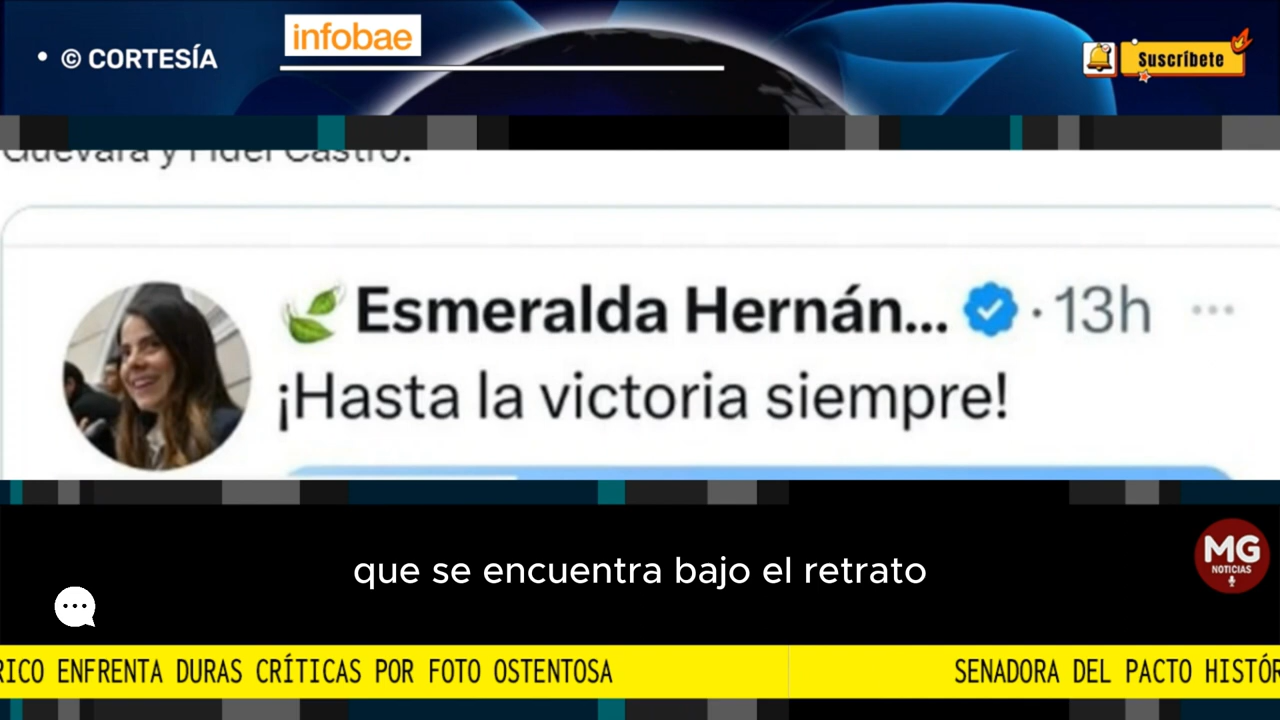 • © CORTESÍA
infobae
Suscríbete
Guevara y Fidel Castro.
Esmeralda Hernán... · 13h ...
¡Hasta la victoria siempre!
que se encuentra bajo el retrato
MG
NOTICIAS
RICO ENFRENTA DURAS CRÍTICAS POR FOTO OSTENTOSA SENADORA DEL PACTO HISTÓR